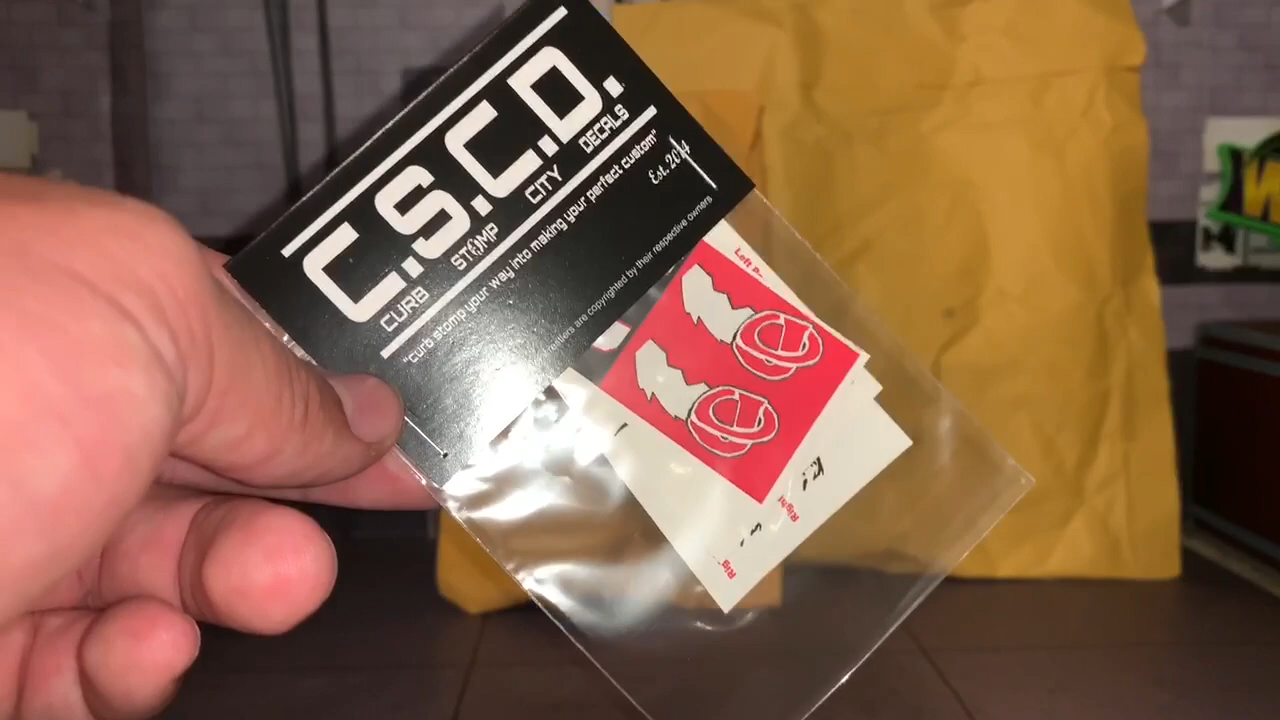 C.S.C.D.
CURB STOMP CITY DECALS
"curb stomp your way into making your perfect custom"
Est. 2014
are copyrighted by their respective owners
Left
Right